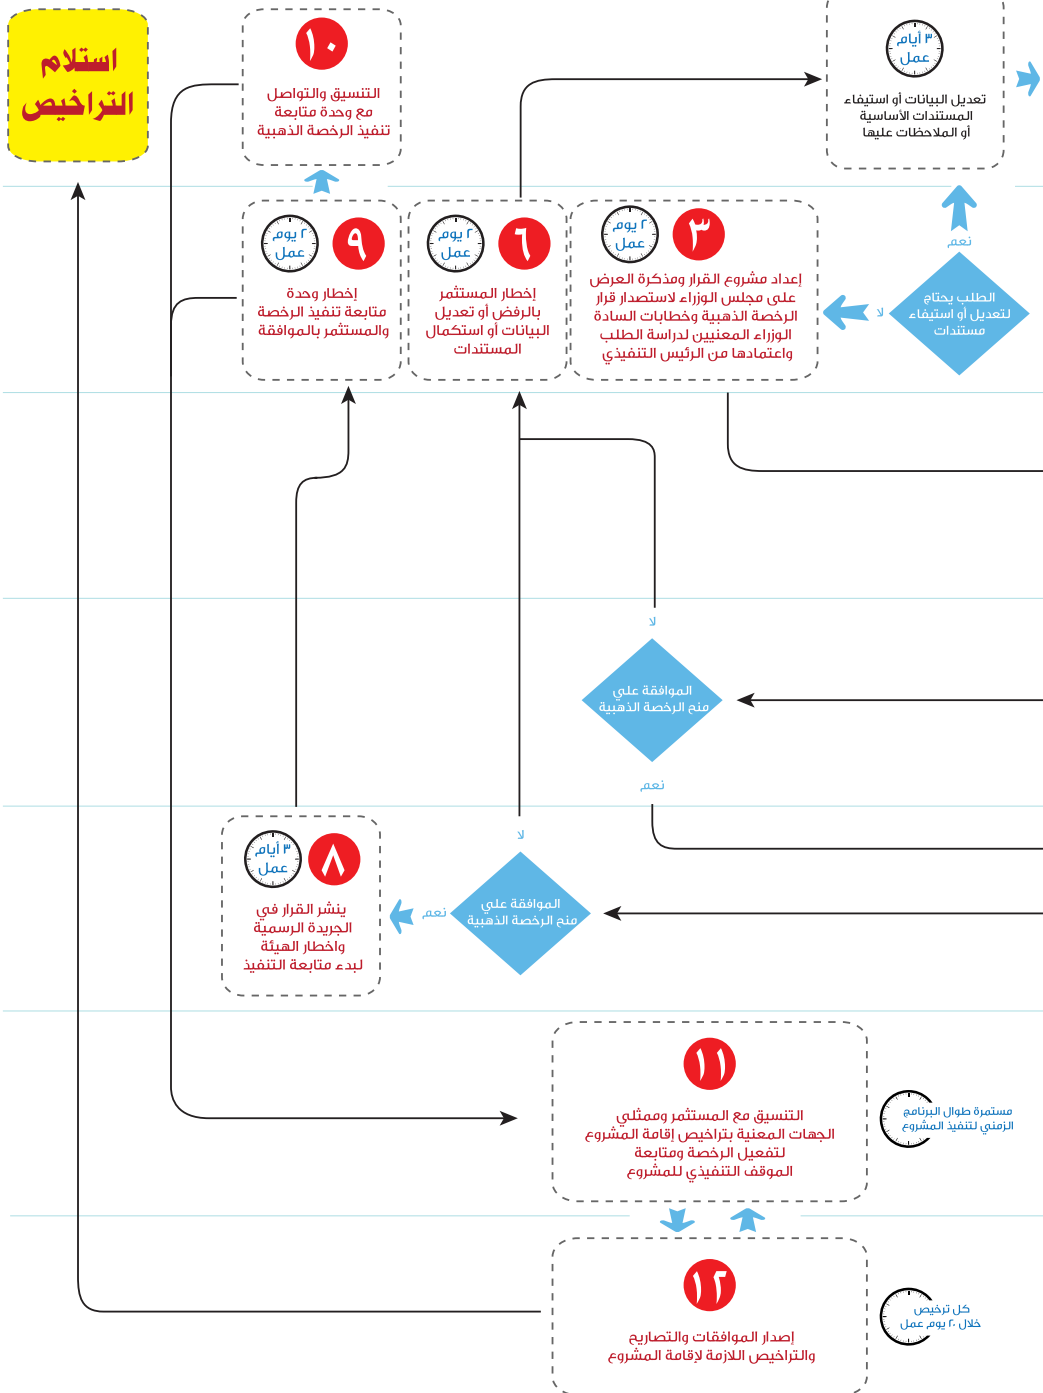 استلام
التراخيص
١٠
التنسيق والتواصل
مع وحدة متابعة
تنفيذ الرخصة الذهبية
٣ أيام
عمل
تعديل البيانات أو استيفاء
المستندات الأساسية
أو الملاحظات عليها
نعم
الطلب يحتاج
لتعديل أو استيفاء
مستندات
لا
٣
٢ يوم
عمل
إعداد مشروع القرار ومذكرة العرض
على مجلس الوزراء لاستصدار قرار
الرخصة الذهبية وخطابات السادة
الوزراء المعنيين لدراسة الطلب
واعتمادها من الرئيس التنفيذي
٦
٢ يوم
عمل
إخطار المستثمر
بالرفض أو تعديل
البيانات أو استكمال
المستندات
٩
٢ يوم
عمل
إخطار وحدة
متابعة تنفيذ الرخصة
والمستثمر بالموافقة
لا
الموافقة علي
منح الرخصة الذهبية
نعم
لا
الموافقة علي
منح الرخصة الذهبية
نعم
٨
٣ أيام
عمل
ينشر القرار في
الجريدة الرسمية
واخطار الهيئة
لبدء متابعة التنفيذ
١١
التنسيق مع المستثمر وممثلي
الجهات المعنية بتراخيص إقامة المشروع
لتفعيل الرخصة ومتابعة
الموقف التنفيذي للمشروع
مستمرة طوال البرنامج
الزمني لتنفيذ المشروع
١٢
إصدار الموافقات والتصاريح
والتراخيص اللازمة لإقامة المشروع
كل ترخيص
خلال ٢٠ يوم عمل